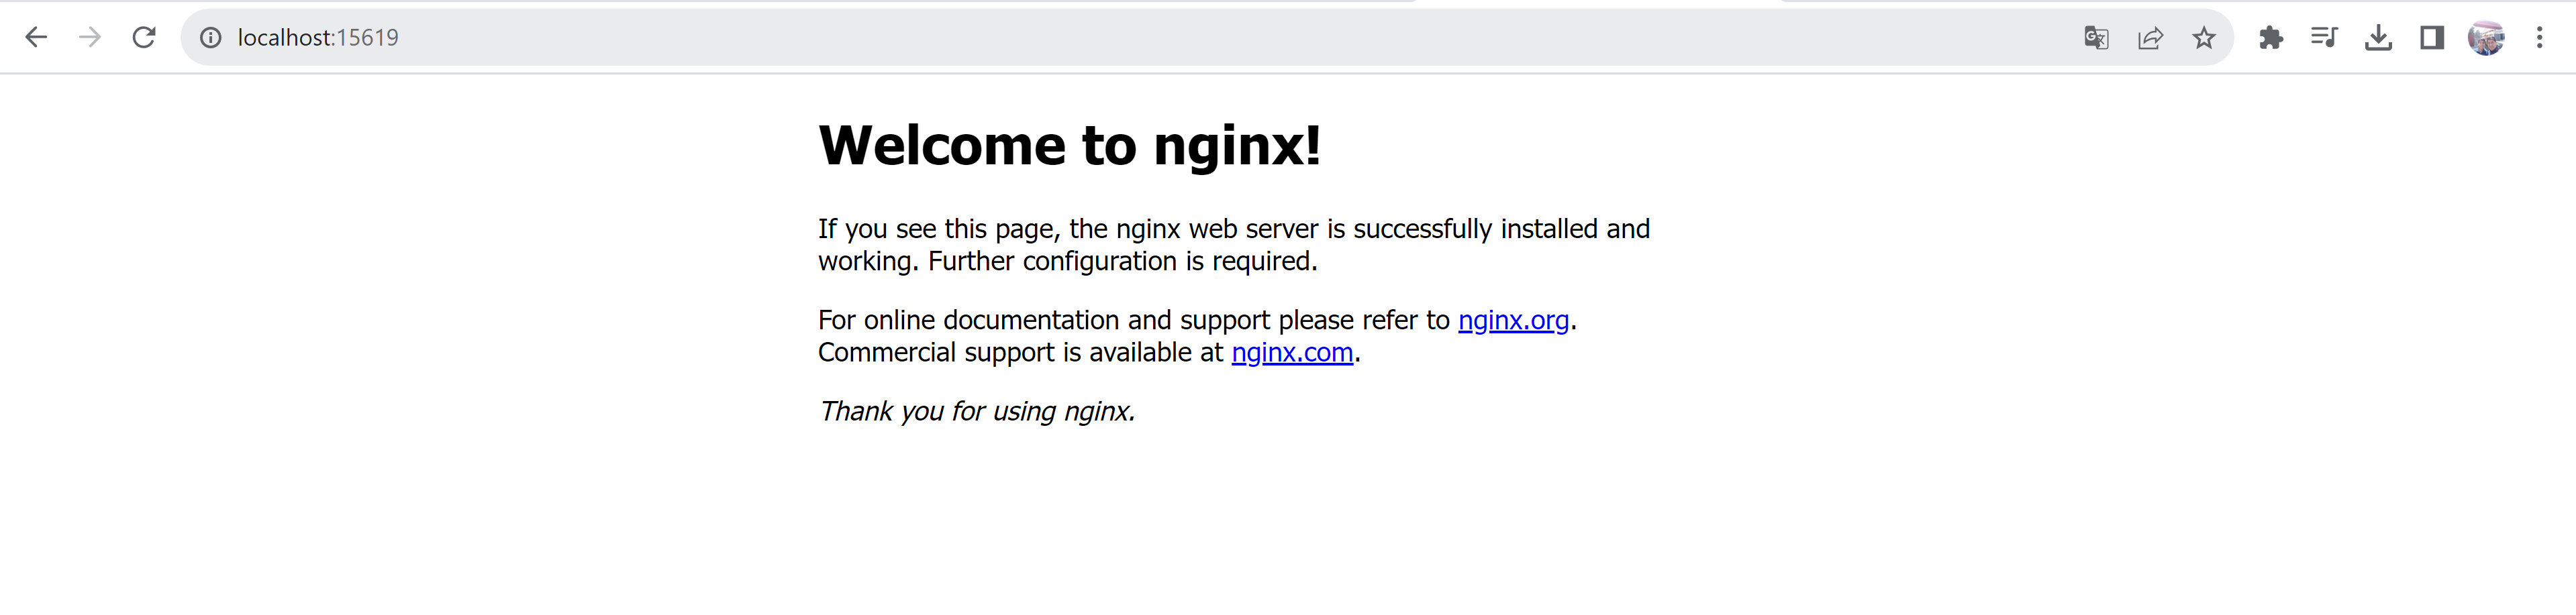 localhost:15619
Welcome to nginx!
If you see this page, the nginx web server is successfully installed and
working. Further configuration is required.
For online documentation and support please refer to nginx.org.
Commercial support is available at nginx.com.
Thank you for using nginx.